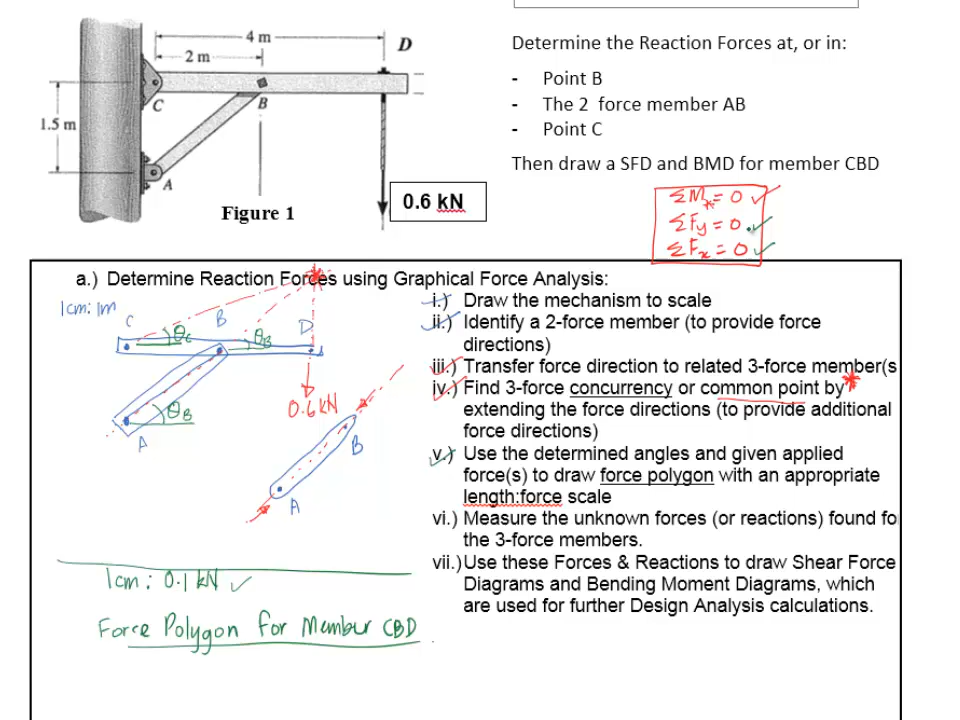 4 m
D
2 m
C
B
1.5 m
A
0.6 kN
Figure 1
Determine the Reaction Forces at, or in:
- Point B
- The 2 force member AB
- Point C
Then draw a SFD and BMD for member CBD
ΣM* = 0
ΣFy = 0
ΣFx = 0
a.) Determine Reaction Forces using Graphical Force Analysis:
1cm: 1m
C
B
D
θc
θB
θB
A
0.6 kN
B
A
i.) Draw the mechanism to scale
ii.) Identify a 2-force member (to provide force
directions)
iii.) Transfer force direction to related 3-force member(s
iv.) Find 3-force concurrency or common point by
extending the force directions (to provide additional
force directions)
v.) Use the determined angles and given applied
force(s) to draw force polygon with an appropriate
length:force scale
vi.) Measure the unknown forces (or reactions) found fo
the 3-force members.
vii.) Use these Forces & Reactions to draw Shear Force
Diagrams and Bending Moment Diagrams, which
are used for further Design Analysis calculations.
1cm: 0.1 kN
Force Polygon for Member CBD